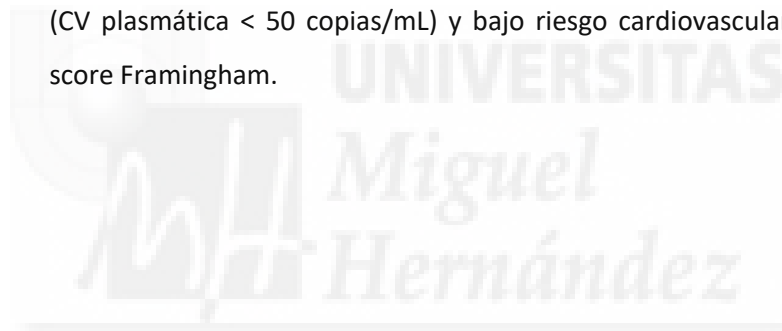 (CV plasmática < 50 copias/mL) y bajo riesgo cardiovascula
score Framingham.
UNIVERSITAS
Miguel
Hernández